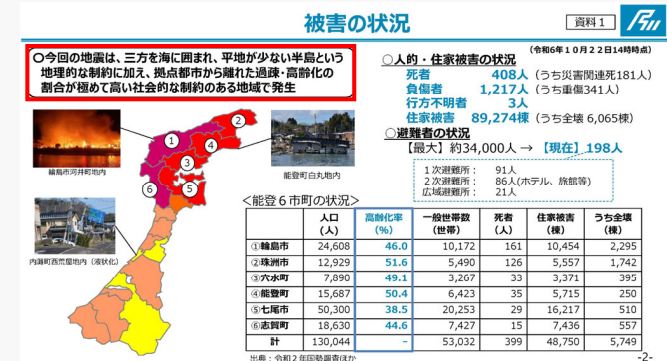 被害の状況
資料1
(令和6年10月22日14時時点)
○今回の地震は、三方を海に囲まれ、平地が少ない半島という
地理的な制約に加え、拠点都市から離れた過疎・高齢化の
割合が極めて高い社会的な制約のある地域で発生
○人的・住家被害の状況
死者 408人(うち災害関連死181人)
負傷者 1,217人(うち重傷341人)
行方不明者 3人
住家被害 89,274棟(うち全壊 6,065棟)
○避難者の状況
【最大】約34,000人 → 【現在】198人
1次避難所: 91人
2次避難所: 86人(ホテル、旅館等)
広域避難所: 21人
① ② ③ ④ ⑤ ⑥
輪島市河井町地内
能登町白丸地内
内灘町西荒屋地内(液状化)
<能登6市町の状況>
人口(人) 高齢化率(%) 一般世帯数(世帯) 死者(人) 住家被害(棟) うち全壊(棟)
①輪島市 24,608 46.0 10,172 161 10,454 2,295
②珠洲市 12,929 51.6 5,490 126 5,557 1,742
③穴水町 7,890 49.1 3,267 33 3,371 395
④能登町 15,687 50.4 6,423 35 5,715 250
⑤七尾市 50,300 38.5 20,253 29 16,217 510
⑥志賀町 18,630 44.6 7,427 15 7,436 557
計 130,044 - 53,032 399 48,750 5,749
出典:令和2年国勢調査ほか
-2-